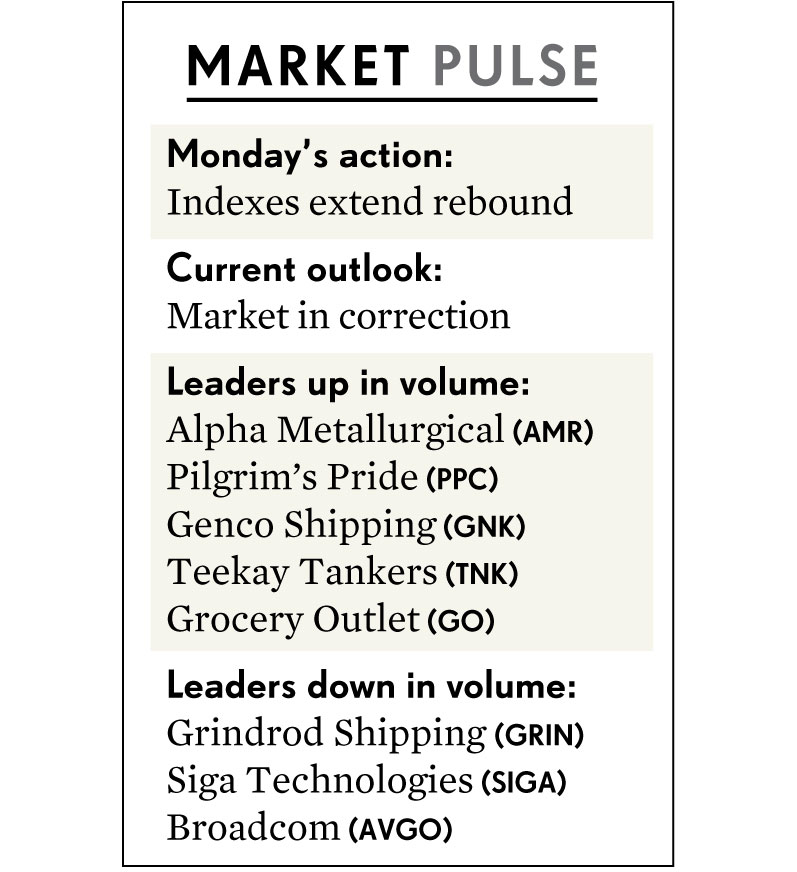 MARKET PULSE
Monday’s action:
Indexes extend rebound
Current outlook:
Market in correction
Leaders up in volume:
Alpha Metallurgical (AMR)
Pilgrim’s Pride (PPC)
Genco Shipping (GNK)
Teekay Tankers (TNK)
Grocery Outlet (GO)
Leaders down in volume:
Grindrod Shipping (GRIN)
Siga Technologies (SIGA)
Broadcom (AVGO)